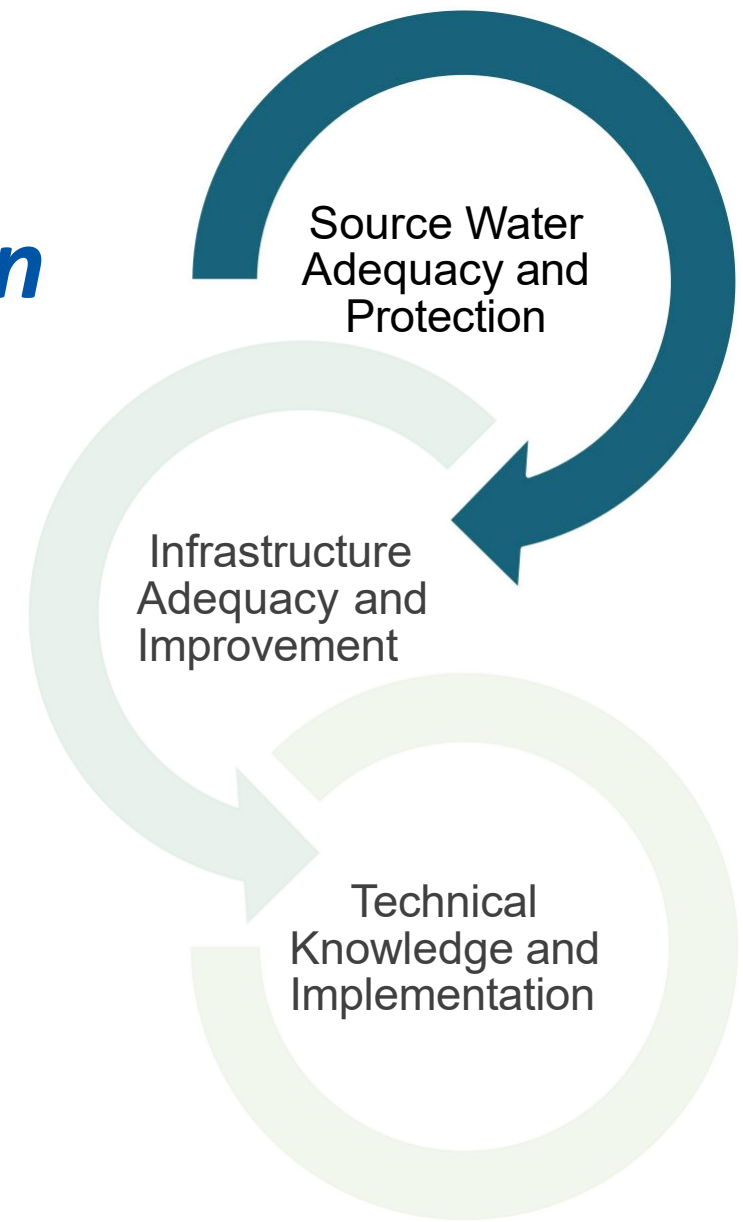 n
Source Water
Adequacy and
Protection
Infrastructure
Adequacy and
Improvement
Technical
Knowledge and
Implementation